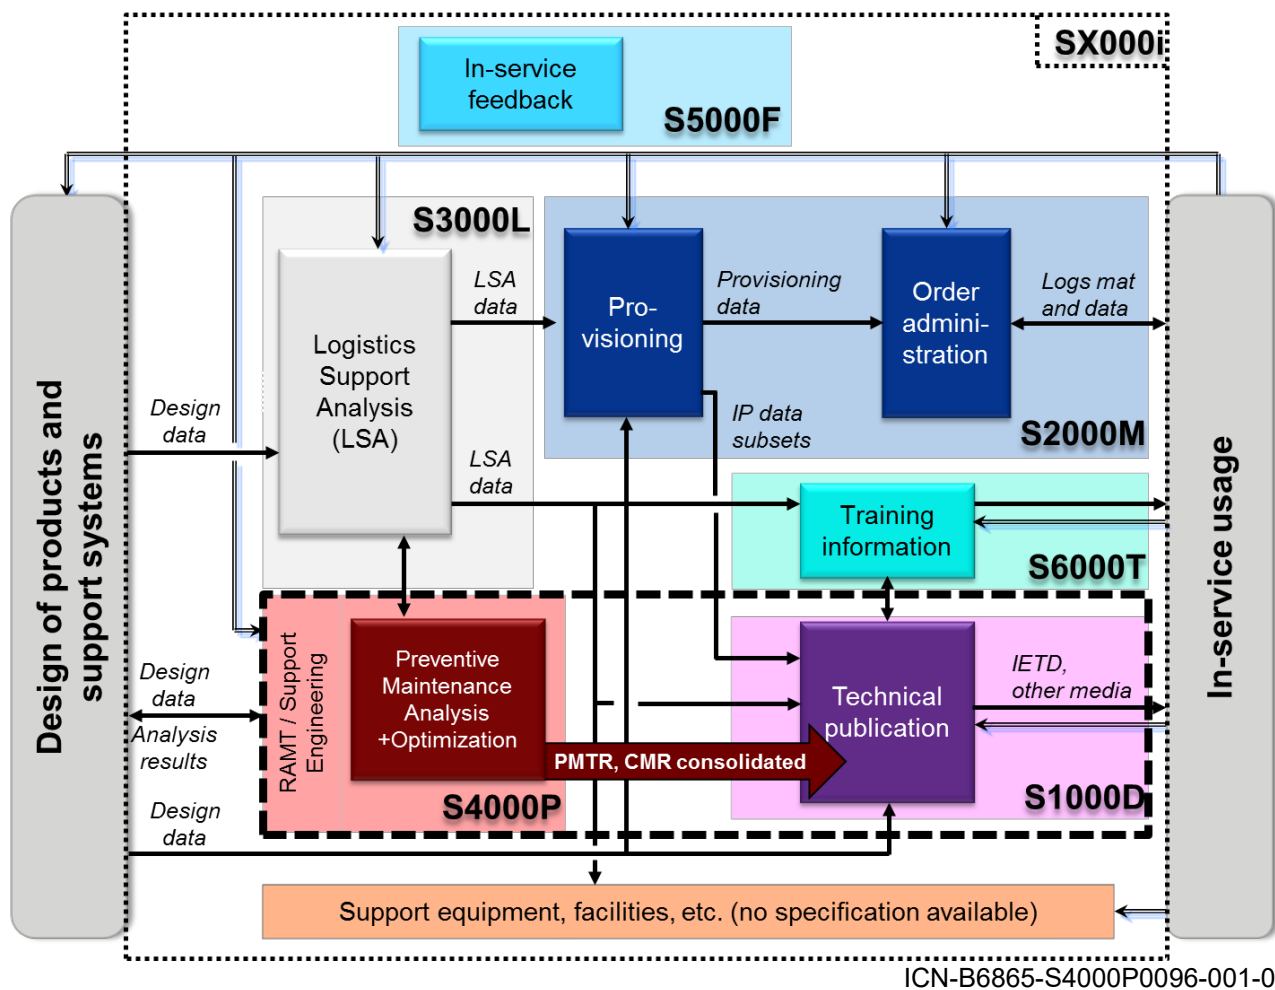 SX000i
In-service
feedback
S5000F
S3000L
LSA
data
Provisioning
data
Logs mat
and data
Pro-
visioning
Order
admini-
stration
Logistics
Support
Analysis
(LSA)
Design
data
IP data
subsets
S2000M
LSA
data
Training
information
S6000T
Design of products and
support systems
In-service usage
RAMT / Support
Engineering
Preventive
Maintenance
Analysis
+Optimization
Design
data
Analysis
results
Technical
publication
IETD,
other media
PMTR, CMR consolidated
S4000P
S1000D
Design
data
Support equipment, facilities, etc. (no specification available)
ICN-B6865-S4000P0096-001-0